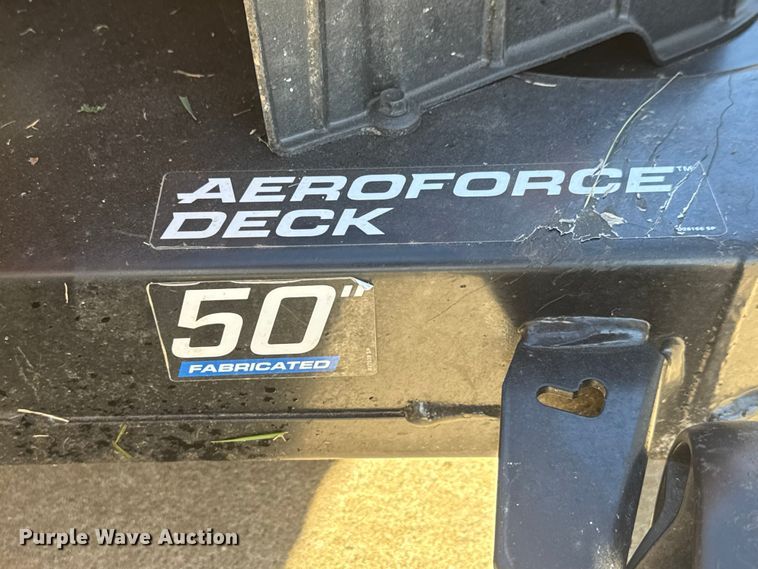 AEROFORCE™
DECK
50"
FABRICATED
Purple Wave Auction